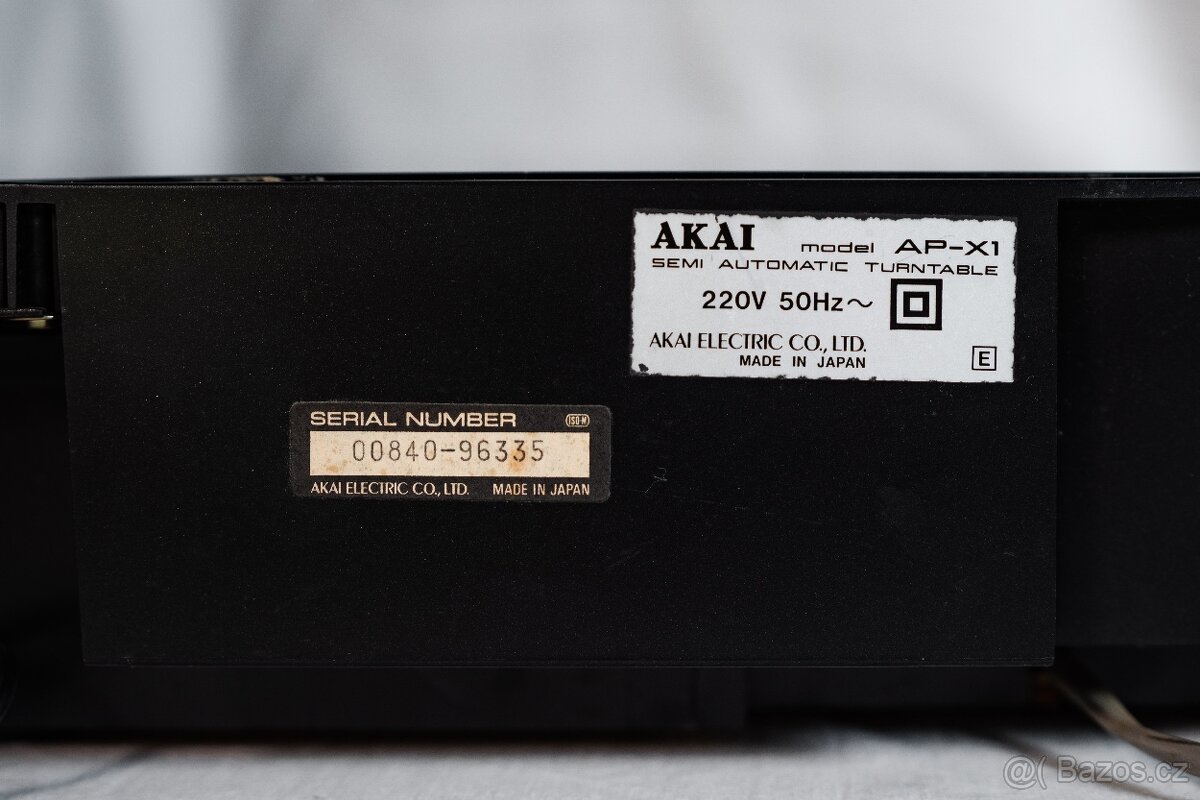 AKAI model AP-X1
SEMI AUTOMATIC TURNTABLE
220V 50Hz~
AKAI ELECTRIC CO., LTD.
MADE IN JAPAN
E
SERIAL NUMBER ISO-M
00840-96335
AKAI ELECTRIC CO., LTD. MADE IN JAPAN
@( Bazos.cz